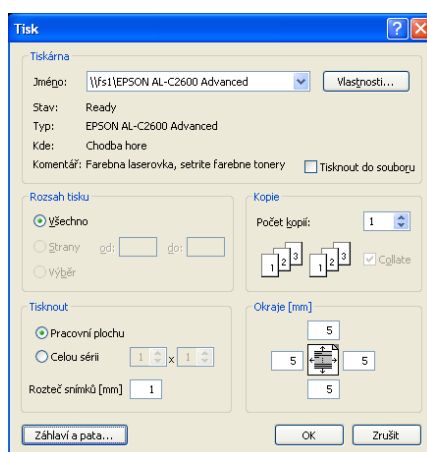 Tisk
Tiskárna
Jméno: \\fs1\EPSON AL-C2600 Advanced Vlastnosti...
Stav: Ready
Typ: EPSON AL-C2600 Advanced
Kde: Chodba hore
Komentář: Farebna laserovka, setrite farebne tonery Tisknout do souboru
Rozsah tisku
Všechno
Strany od: do:
Výběr
Kopie
Počet kopií: 1
1 2 3 1 2 3 Collate
Tisknout
Pracovní plochu
Celou sérii 1 x 1
Rozteč snímků [mm] 1
Okraje [mm]
5
5 5
5
Záhlaví a pata... OK Zrušit